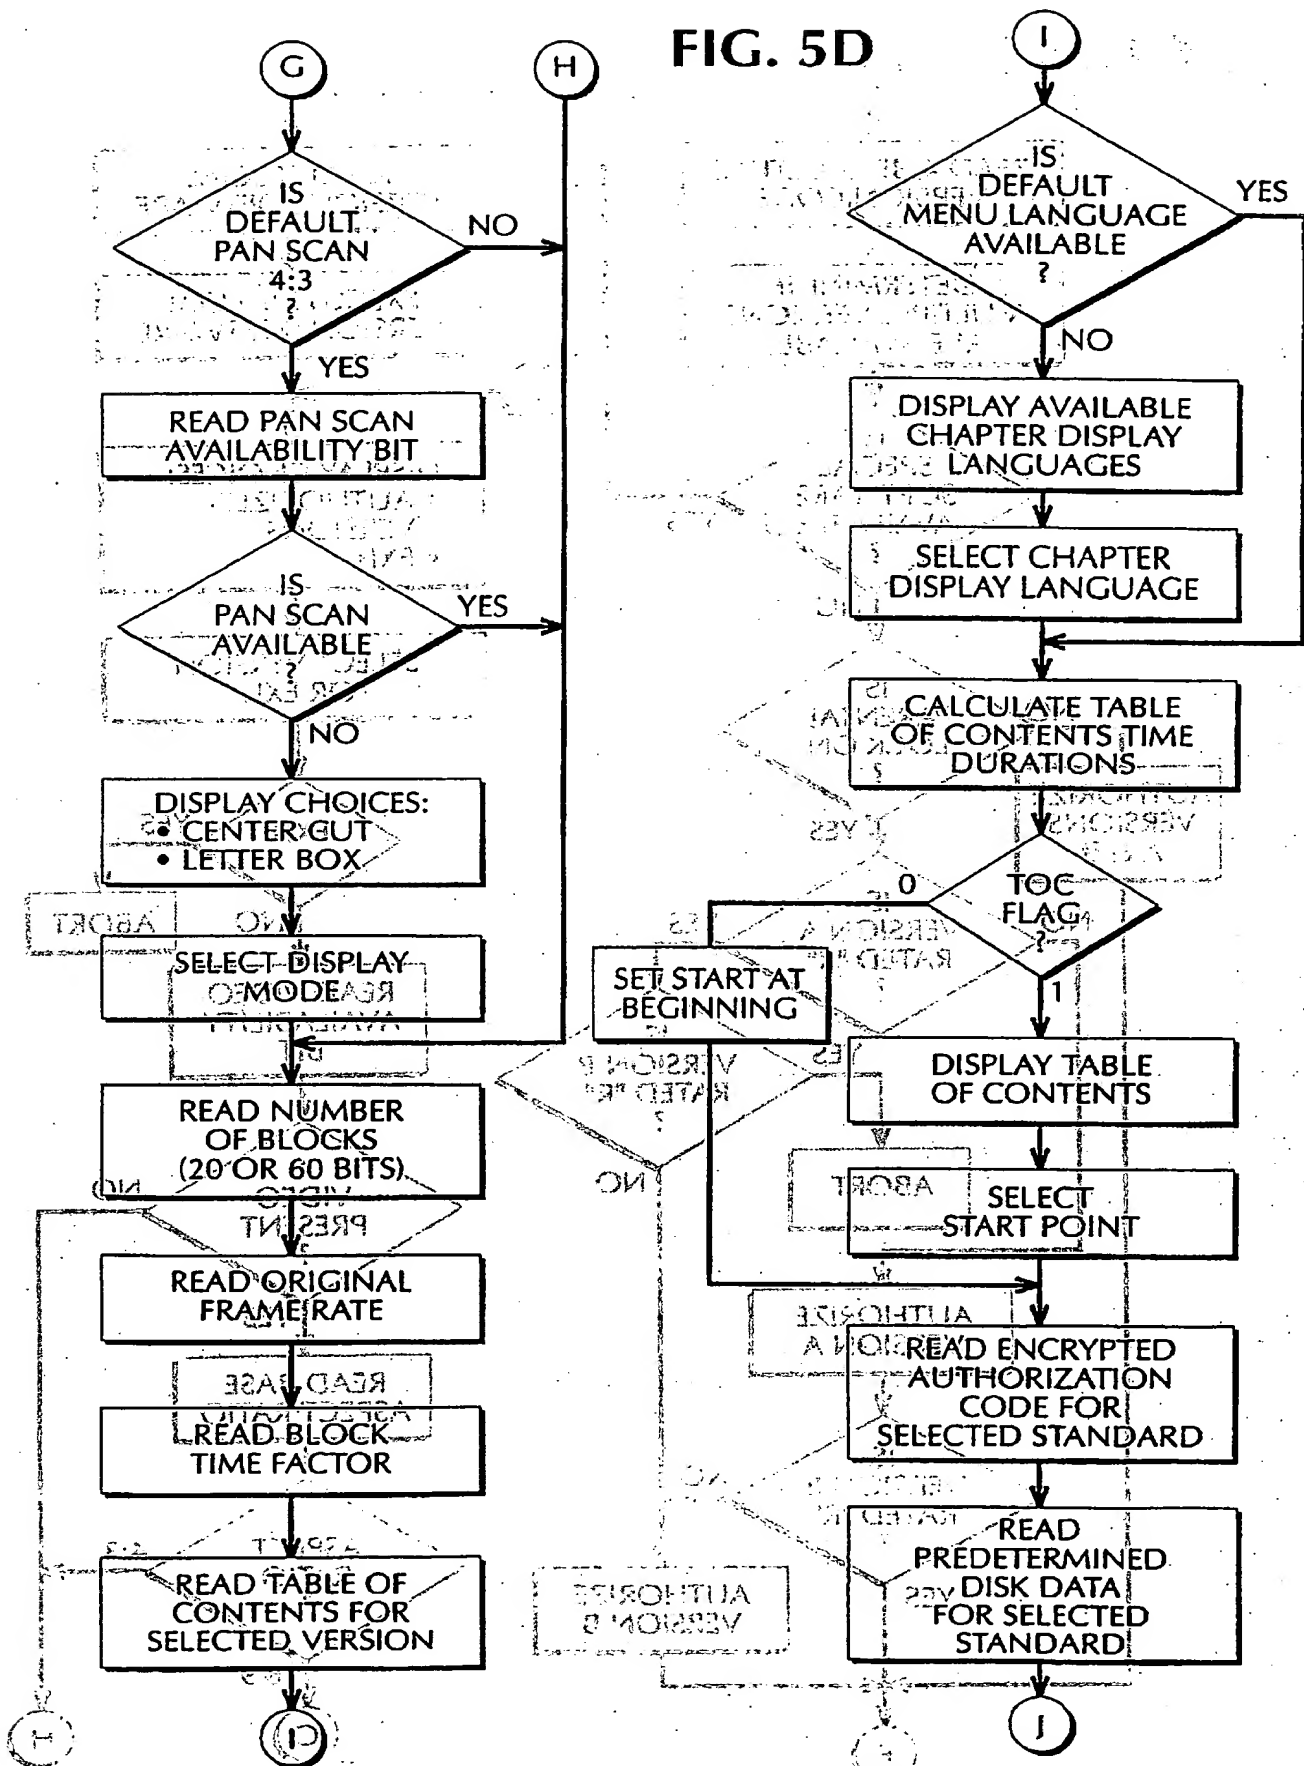 FIG. 5D
G
H
IS
DEFAULT
PAN SCAN
4:3
?
NO
YES
READ PAN SCAN
AVAILABILITY BIT
IS
PAN SCAN
AVAILABLE
?
YES
NO
DISPLAY CHOICES:
• CENTER CUT
• LETTER BOX
SELECT DISPLAY
MODE
READ NUMBER
OF BLOCKS
(20 OR 60 BITS)
READ ORIGINAL
FRAME RATE
READ BLOCK
TIME FACTOR
READ TABLE OF
CONTENTS FOR
SELECTED VERSION
I
I
IS
DEFAULT
MENU LANGUAGE
AVAILABLE
?
YES
NO
DISPLAY AVAILABLE
CHAPTER DISPLAY
LANGUAGES
SELECT CHAPTER
DISPLAY LANGUAGE
CALCULATE TABLE
OF CONTENTS TIME
DURATIONS
TOC
FLAG
?
0
1
SET START AT
BEGINNING
DISPLAY TABLE
OF CONTENTS
SELECT
START POINT
READ ENCRYPTED
AUTHORIZATION
CODE FOR
SELECTED STANDARD
READ
PREDETERMINED
DISK DATA
FOR SELECTED
STANDARD
J